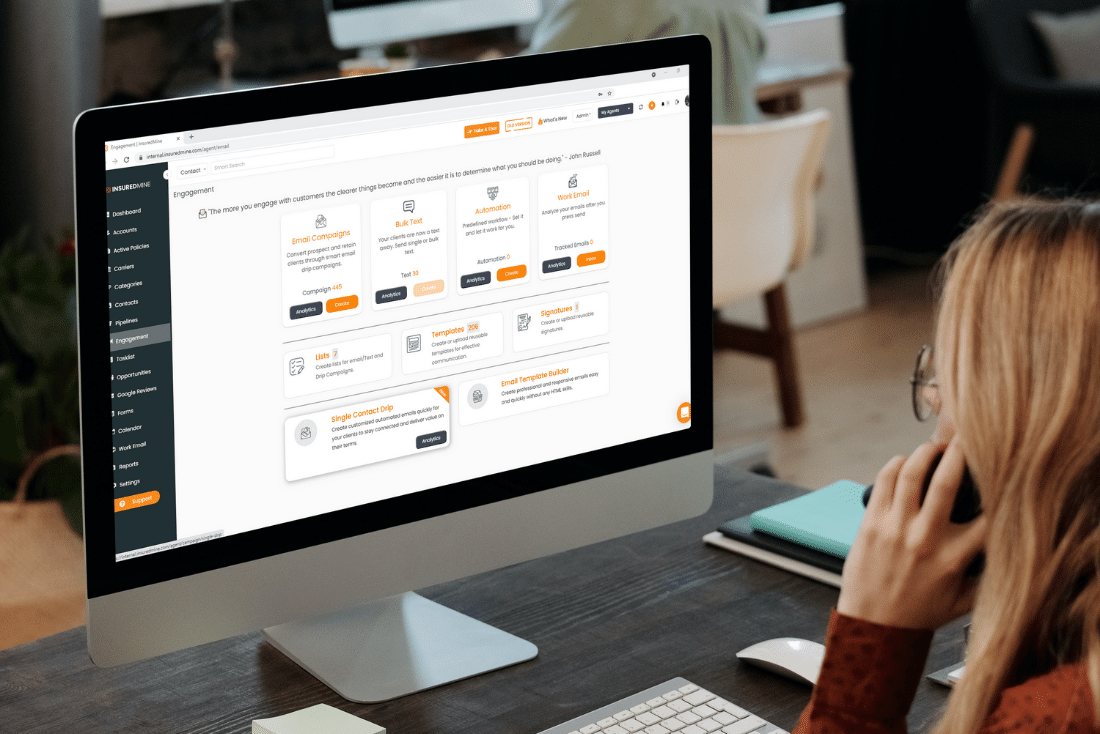 Engagement | InsuredMine
internal.insuredmine.com/agent/email
INSUREDMINE
Contact
Email Search
Take A Tour
OLD VERSION
What's New
Admin
My Agents
Engagement
"The more you engage with customers the clearer things become and the easier it is to determine what you should be doing." - John Russell
Dashboard
Accounts
Active Policies
Carriers
Categories
Contacts
Pipelines
Engagement
Tasklist
Opportunities
Google Reviews
Forms
Calendar
Work Email
Reports
Settings
Support
Email Campaigns
Convert prospect and retain
clients through smart email
drip campaigns.
Campaign 445
Analytics
Create
Bulk Text
Your clients are now a text
away. Send single or bulk
text.
Text 30
Analytics
Create
Automation
Predefined workflow - Set it
and let it work for you.
Automation 0
Analytics
Create
Work Email
Analyze your emails after you
press send
Tracked Emails 0
Analytics
View
Lists 7
Create lists for email/Text and
Drip Campaigns.
Templates 206
Create or upload reusable
templates for effective
communication.
Signatures
Create or upload reusable
signatures.
Single Contact Drip
Create customized automated emails quickly for
your clients to stay connected and deliver value on
their terms.
Analytics
Email Template Builder
Create professional and responsive emails easy
and quickly without any HTML skills.